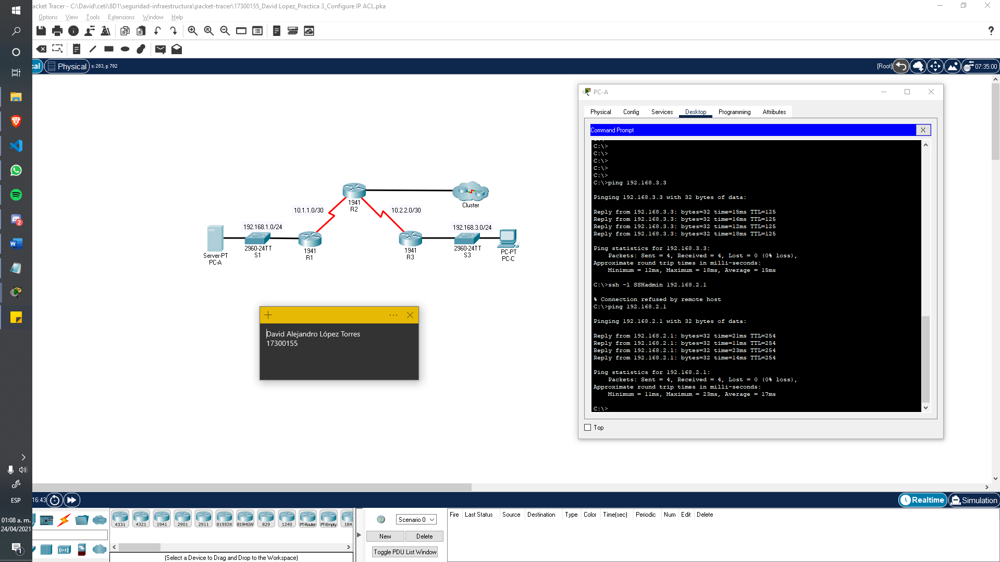 acket Tracer - C:\David\ceti\8D1\seguridad-infraestructura\packet-tracer\17300155_David Lopez_Practica 3_Configure IP ACL.pka
Options View Tools Extensions Window Help
?
al Physical x: 283, y: 782
[Root] 07:35:00
PC-A
Physical Config Services Desktop Programming Attributes
Command Prompt X
C:\>
C:\>
C:\>
C:\>
C:\>
C:\>ping 192.168.3.3
Pinging 192.168.3.3 with 32 bytes of data:
Reply from 192.168.3.3: bytes=32 time=15ms TTL=125
Reply from 192.168.3.3: bytes=32 time=16ms TTL=125
Reply from 192.168.3.3: bytes=32 time=12ms TTL=125
Reply from 192.168.3.3: bytes=32 time=18ms TTL=125
Ping statistics for 192.168.3.3:
Packets: Sent = 4, Received = 4, Lost = 0 (0% loss),
Approximate round trip times in milli-seconds:
Minimum = 12ms, Maximum = 18ms, Average = 15ms
C:\>ssh -l SSHadmin 192.168.2.1
% Connection refused by remote host
C:\>ping 192.168.2.1
Pinging 192.168.2.1 with 32 bytes of data:
Reply from 192.168.2.1: bytes=32 time=21ms TTL=254
Reply from 192.168.2.1: bytes=32 time=11ms TTL=254
Reply from 192.168.2.1: bytes=32 time=23ms TTL=254
Reply from 192.168.2.1: bytes=32 time=14ms TTL=254
Ping statistics for 192.168.2.1:
Packets: Sent = 4, Received = 4, Lost = 0 (0% loss),
Approximate round trip times in milli-seconds:
Minimum = 11ms, Maximum = 23ms, Average = 17ms
C:\>
Top
1941
R2
Cluster
10.1.1.0/30
10.2.2.0/30
192.168.1.0/24
192.168.3.0/24
Server-PT
PC-A
2960-24TT
S1
1941
R1
1941
R3
2960-24TT
S3
PC-PT
PC-C
David Alejandro López Torres
17300155
2
ESP
01:08 a. m.
24/04/2021
1
16:43
Realtime Simulation
4331 4321 1941 2901 2911 819IOX 819HGW 829 1240 PT-Router PT-Empty 184
(Select a Device to Drag and Drop to the Workspace)
Scenario 0
New Delete
Toggle PDU List Window
Fire Last Status Source Destination Type Color Time(sec) Periodic Num Edit Delete